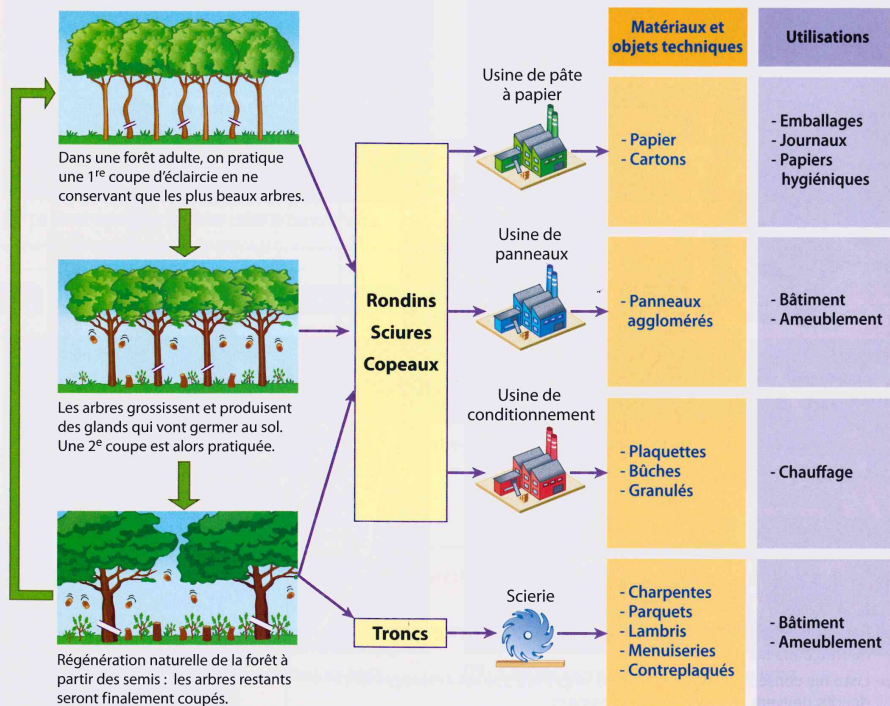 Matériaux et
objets techniques
Utilisations
Dans une forêt adulte, on pratique
une 1re coupe d'éclaircie en ne
conservant que les plus beaux arbres.
Les arbres grossissent et produisent
des glands qui vont germer au sol.
Une 2e coupe est alors pratiquée.
Régénération naturelle de la forêt à
partir des semis : les arbres restants
seront finalement coupés.
Rondins
Sciures
Copeaux
Troncs
Usine de pâte
à papier
- Papier
- Cartons
- Emballages
- Journaux
- Papiers
hygiéniques
Usine de
panneaux
- Panneaux
agglomérés
- Bâtiment
- Ameublement
Usine de
conditionnement
- Plaquettes
- Bûches
- Granulés
- Chauffage
Scierie
- Charpentes
- Parquets
- Lambris
- Menuiseries
- Contreplaqués
- Bâtiment
- Ameublement